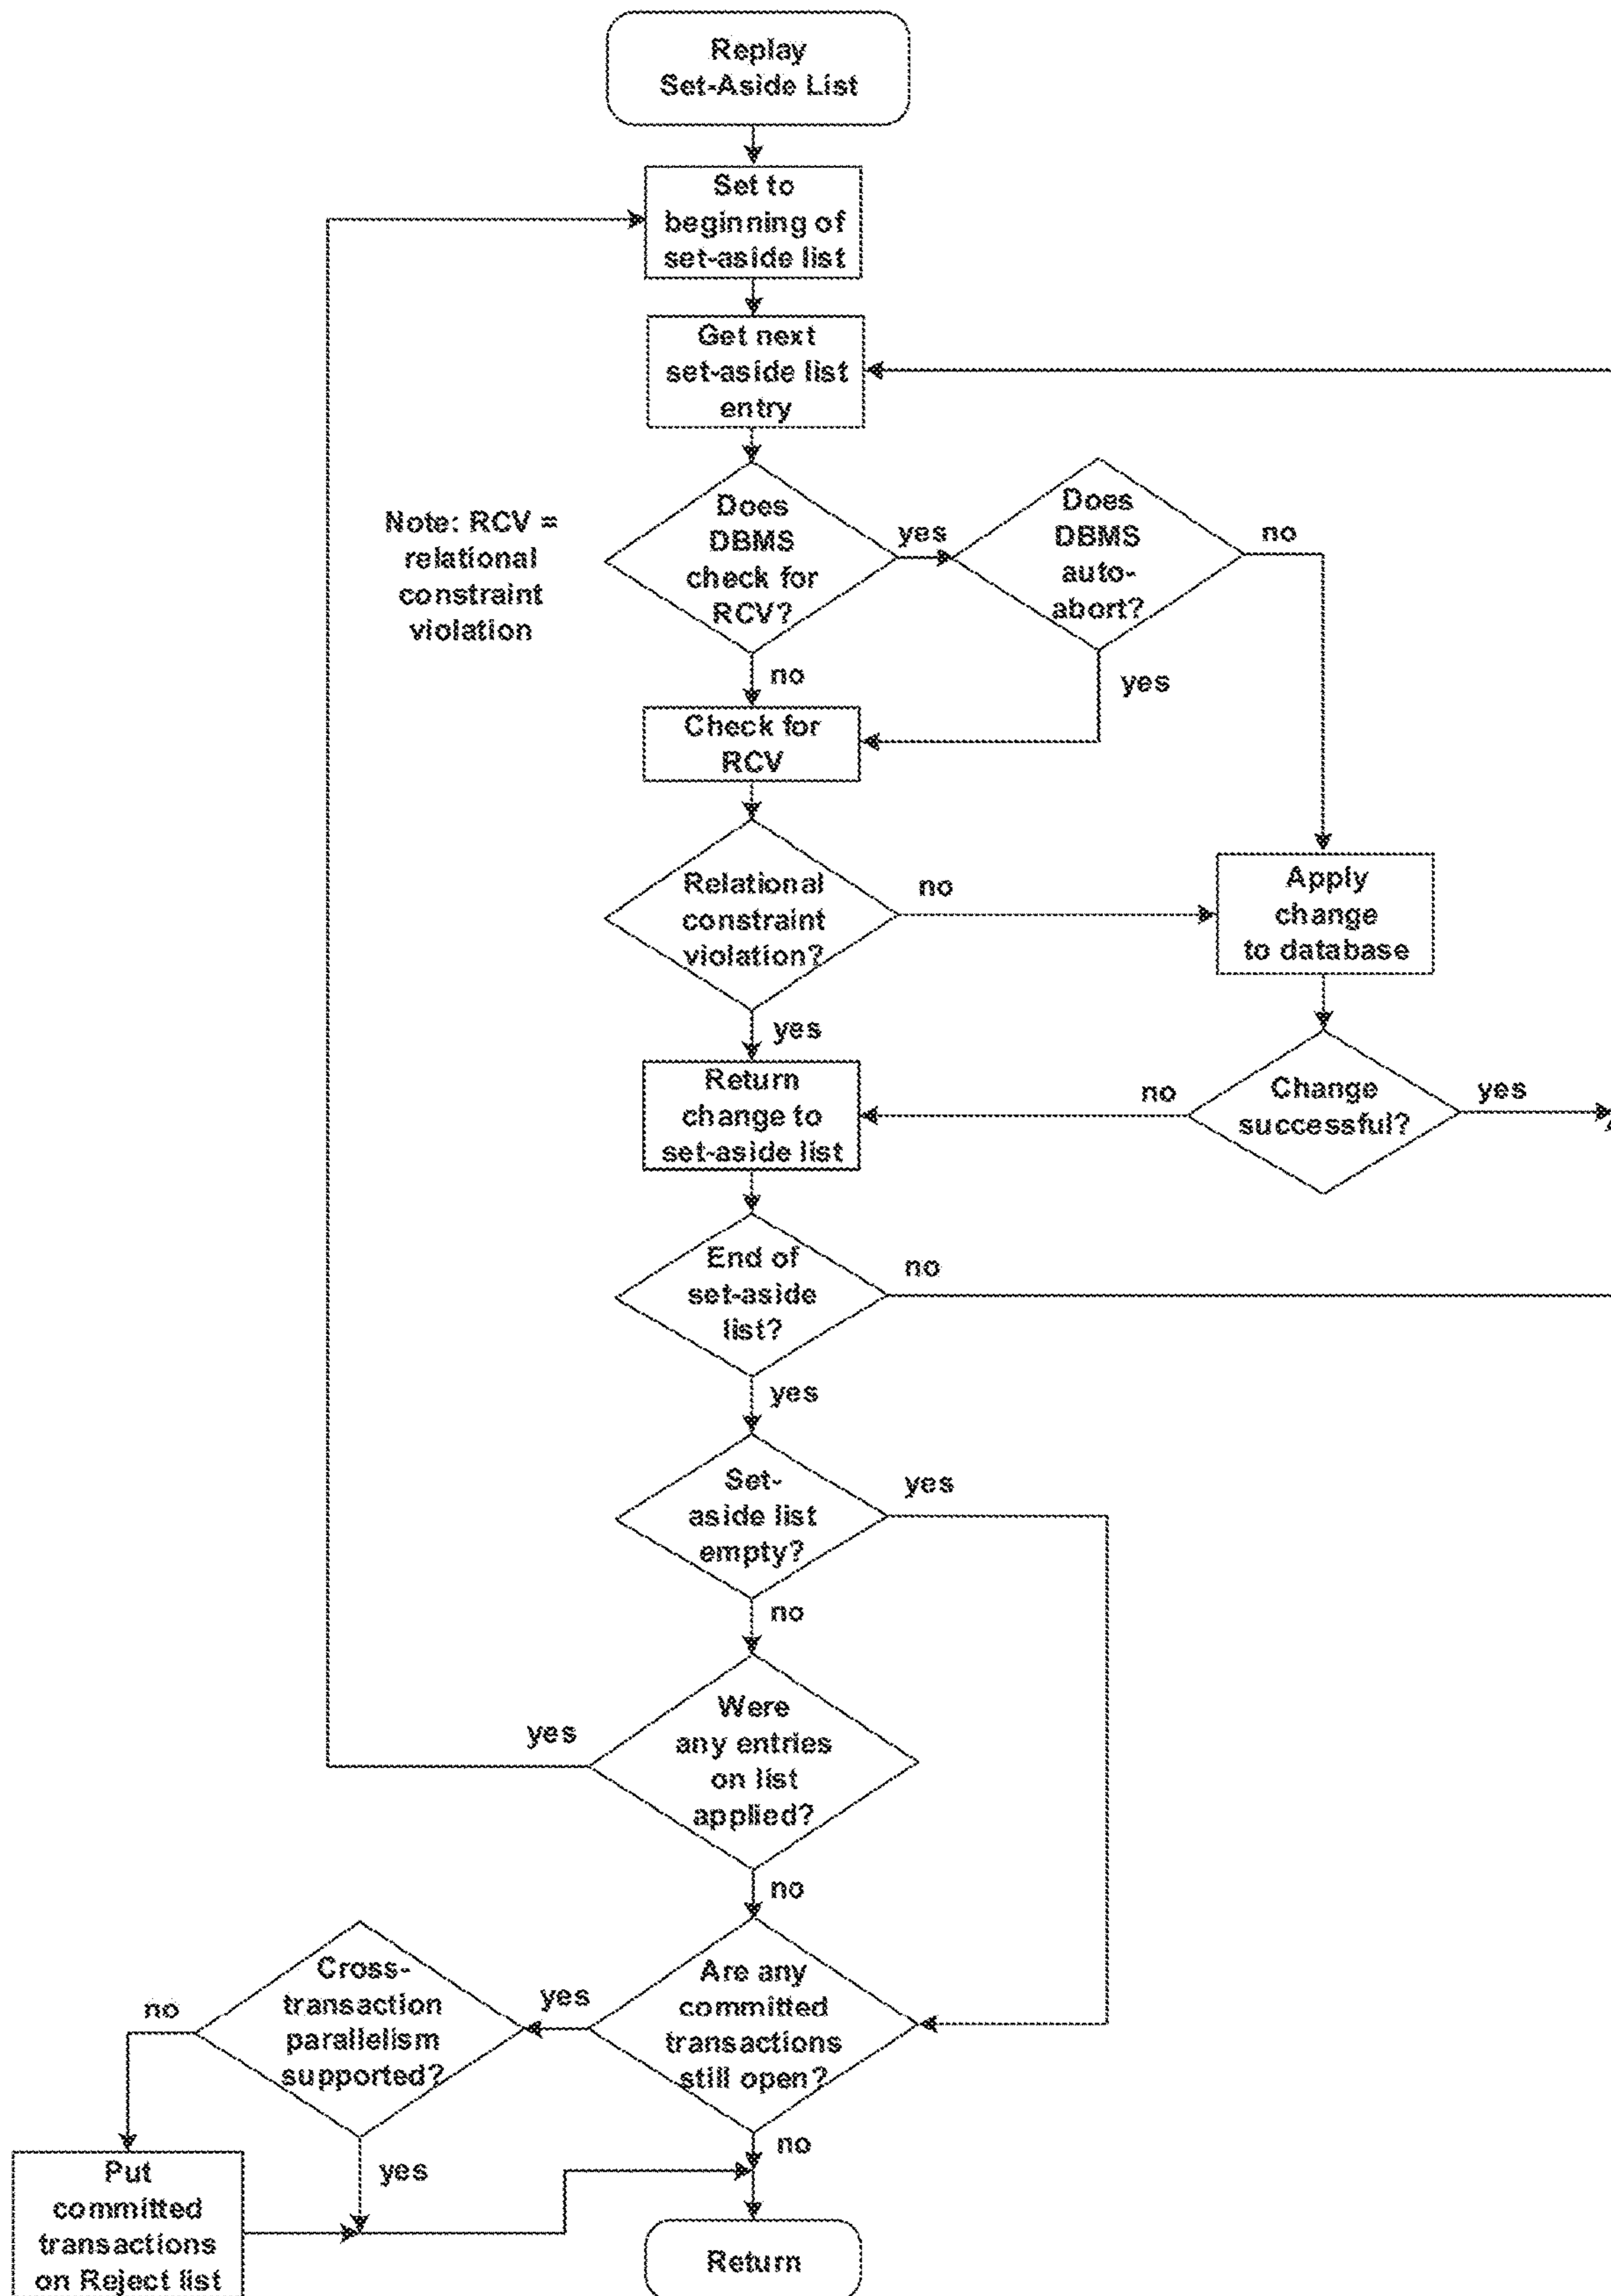 Replay
Set-Aside List
Set to
beginning of
set-aside list
Get next
set-aside list
entry
Note: RCV =
relational
constraint
violation
Does
DBMS
check for
RCV?
yes
Does
DBMS
auto-
abort?
no
no
yes
Check for
RCV
Relational
constraint
violation?
no
Apply
change
to database
yes
Return
change to
set-aside list
no
Change
successful?
yes
End of
set-aside
list?
no
yes
Set-
aside list
empty?
yes
no
Were
any entries
on list
applied?
yes
no
Are any
committed
transactions
still open?
yes
Cross-
transaction
parallelism
supported?
no
yes
no
Put
committed
transactions
on Reject list
Return